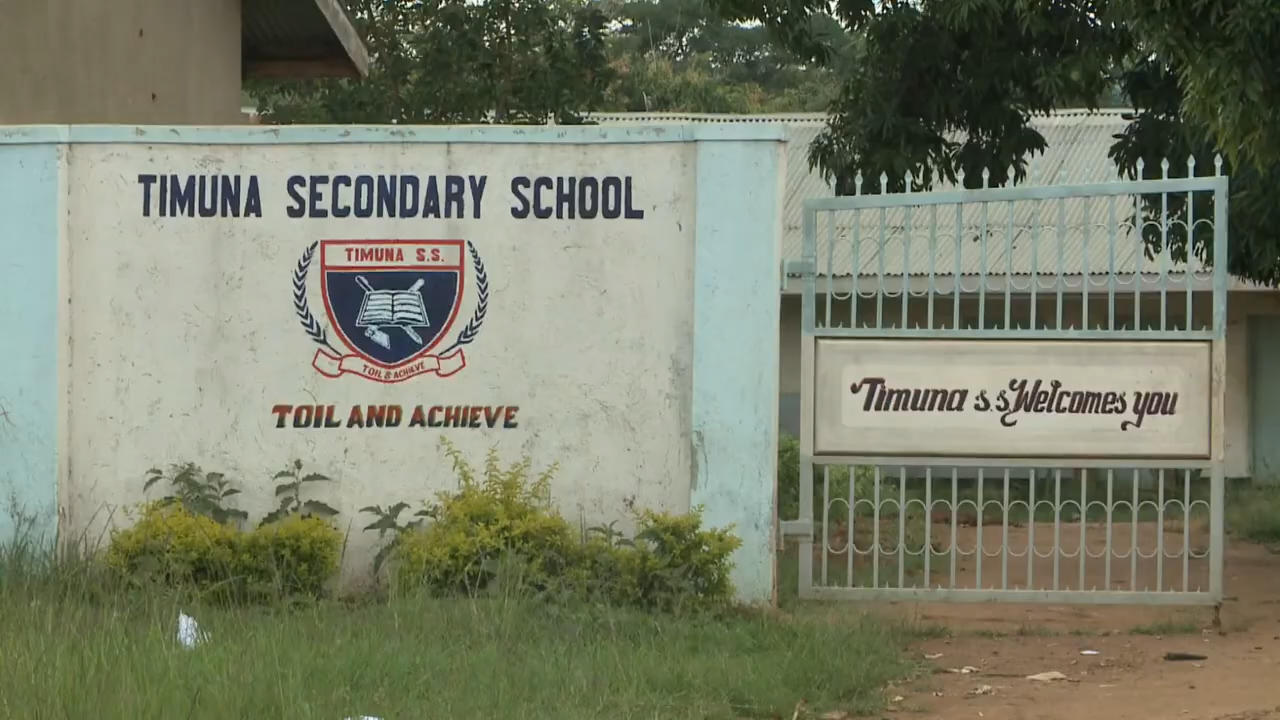 TIMUNA SECONDARY SCHOOL
TIMUNA S.S.
TOIL & ACHIEVE
TOIL AND ACHIEVE
Timuna s.s Welcomes you